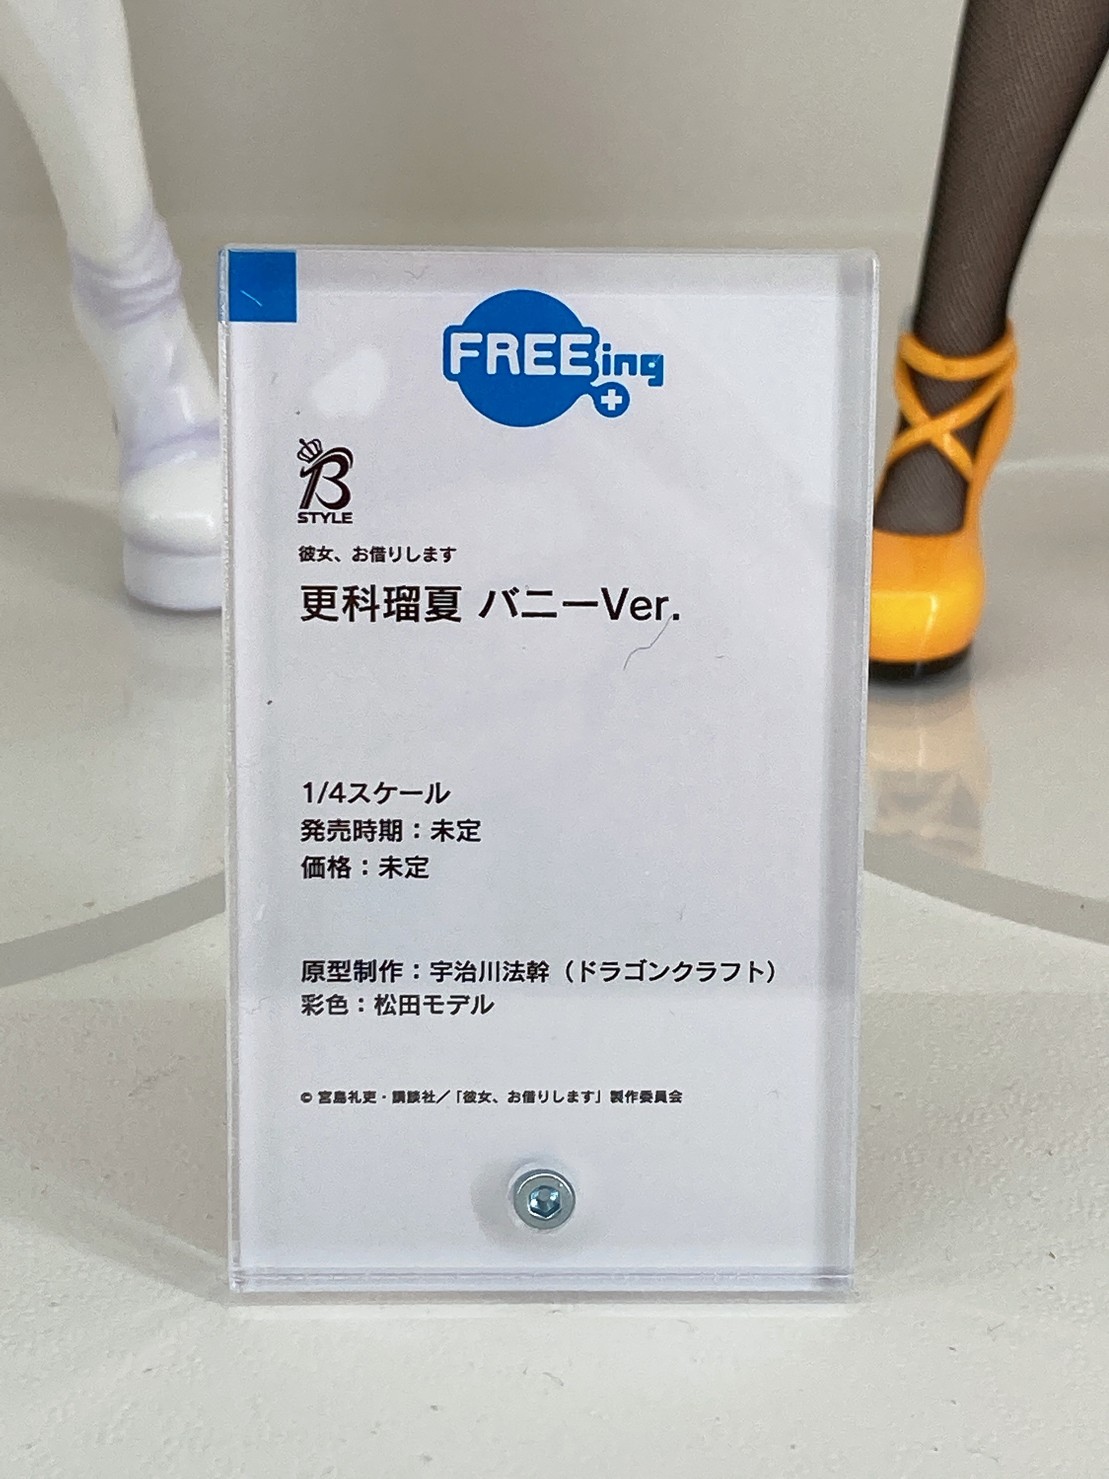 FREEing
B
STYLE
彼女、お借りします
更科瑠夏 バニーVer.
1/4スケール
発売時期：未定
価格：未定
原型制作：宇治川法幹（ドラゴンクラフト）
彩色：松田モデル
© 宮島礼吏・講談社／「彼女、お借りします」製作委員会